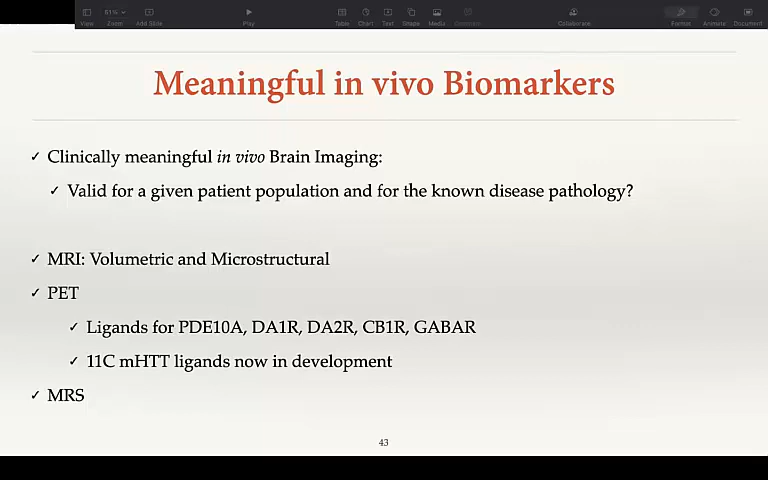 61%
View
Zoom
Add Slide
Play
Table
Chart
Text
Shape
Media
Comment
Collaborate
Format
Animate
Document
Meaningful in vivo Biomarkers
✓ Clinically meaningful in vivo Brain Imaging:
✓ Valid for a given patient population and for the known disease pathology?
✓ MRI: Volumetric and Microstructural
✓ PET
✓ Ligands for PDE10A, DA1R, DA2R, CB1R, GABAR
✓ 11C mHTT ligands now in development
✓ MRS
43